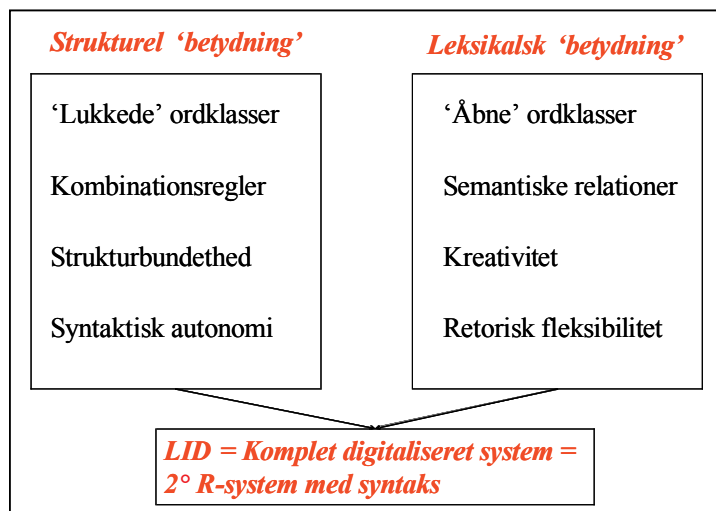 Strukturel ‘betydning’
‘Lukkede’ ordklasser
Kombinationsregler
Strukturbundethed
Syntaktisk autonomi
Leksikalsk ‘betydning’
‘Åbne’ ordklasser
Semantiske relationer
Kreativitet
Retorisk fleksibilitet
LID = Komplet digitaliseret system =
2° R-system med syntaks